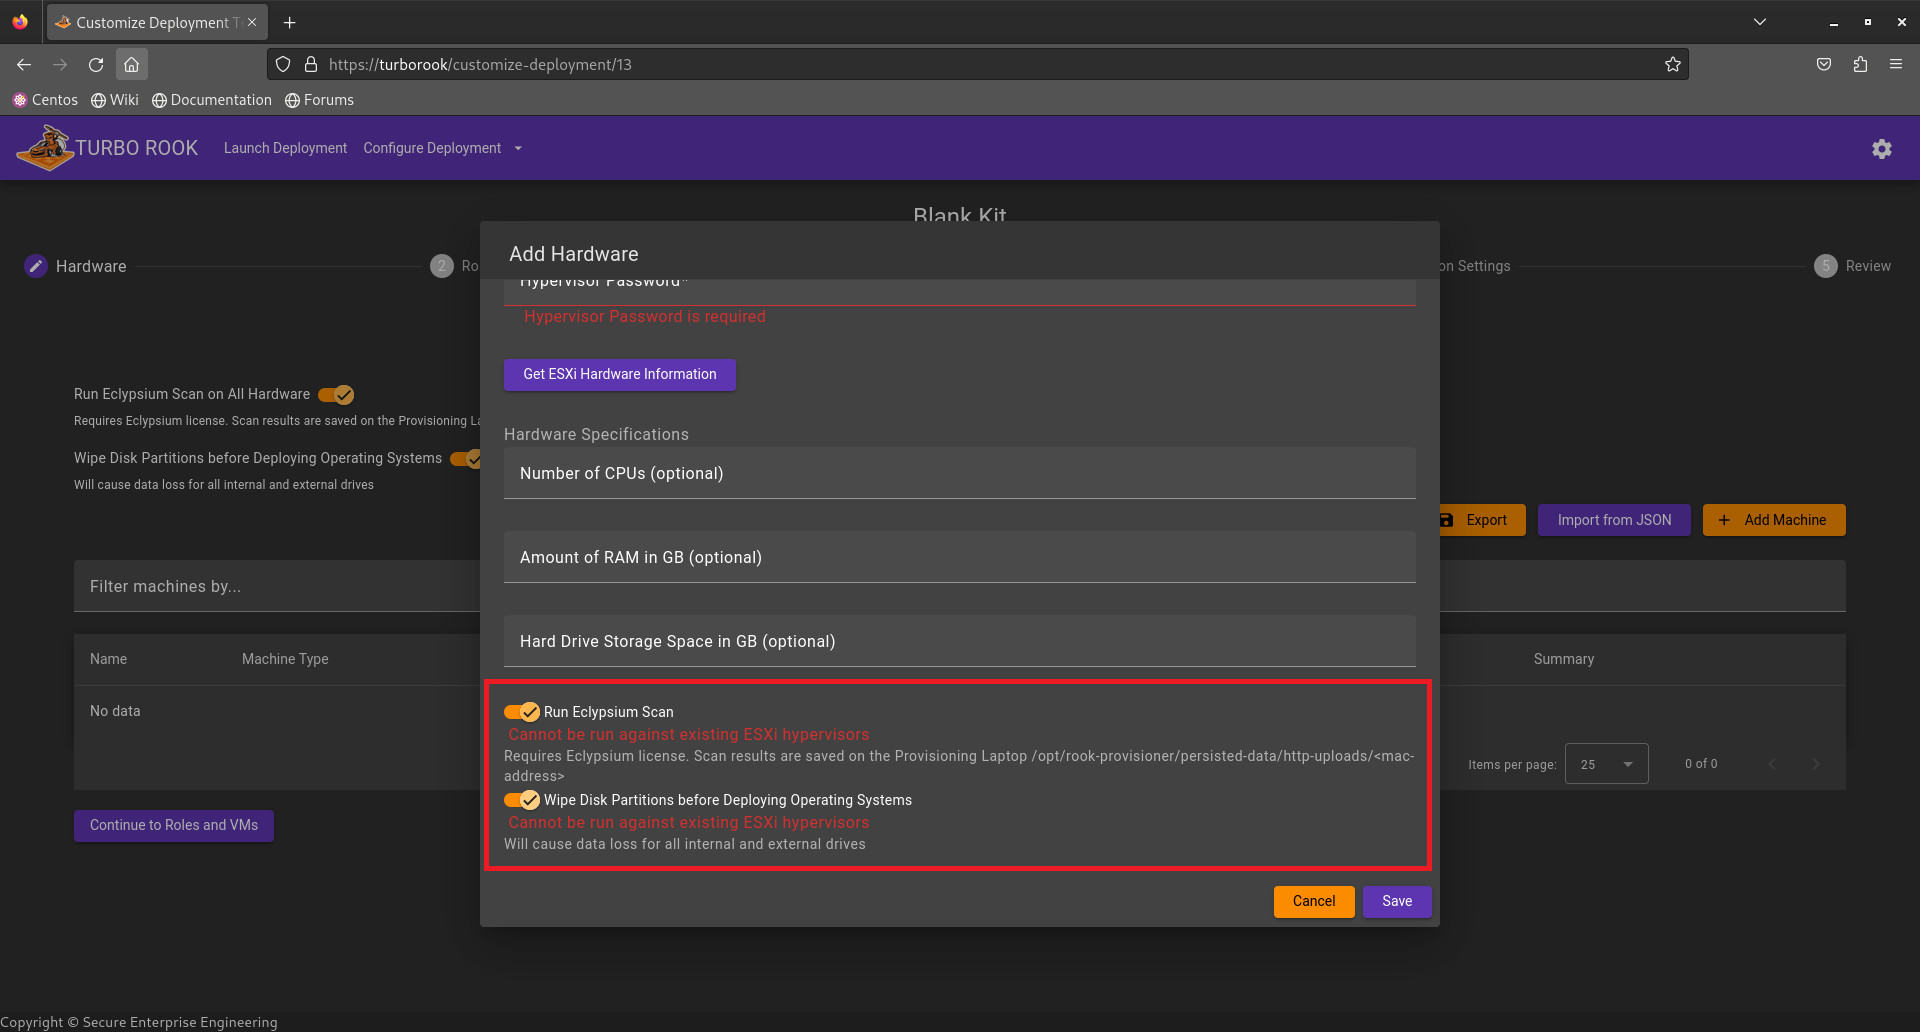 Customize Deployment T
https://turborook/customize-deployment/13
Centos Wiki Documentation Forums
TURBO ROOK Launch Deployment Configure Deployment
Blank Kit
Hardware 2 Ro on Settings 5 Review
Add Hardware
Hypervisor Password*
Hypervisor Password is required
Get ESXi Hardware Information
Run Eclypsium Scan on All Hardware
Requires Eclypsium license. Scan results are saved on the Provisioning La
Wipe Disk Partitions before Deploying Operating Systems
Will cause data loss for all internal and external drives
Hardware Specifications
Number of CPUs (optional)
Amount of RAM in GB (optional)
Hard Drive Storage Space in GB (optional)
Export Import from JSON Add Machine
Filter machines by...
Name Machine Type Summary
No data
Run Eclypsium Scan
Cannot be run against existing ESXi hypervisors
Requires Eclypsium license. Scan results are saved on the Provisioning Laptop /opt/rook-provisioner/persisted-data/http-uploads/<mac-
address>
Wipe Disk Partitions before Deploying Operating Systems
Cannot be run against existing ESXi hypervisors
Will cause data loss for all internal and external drives
Items per page: 25 0 of 0
Continue to Roles and VMs
Cancel Save
Copyright © Secure Enterprise Engineering